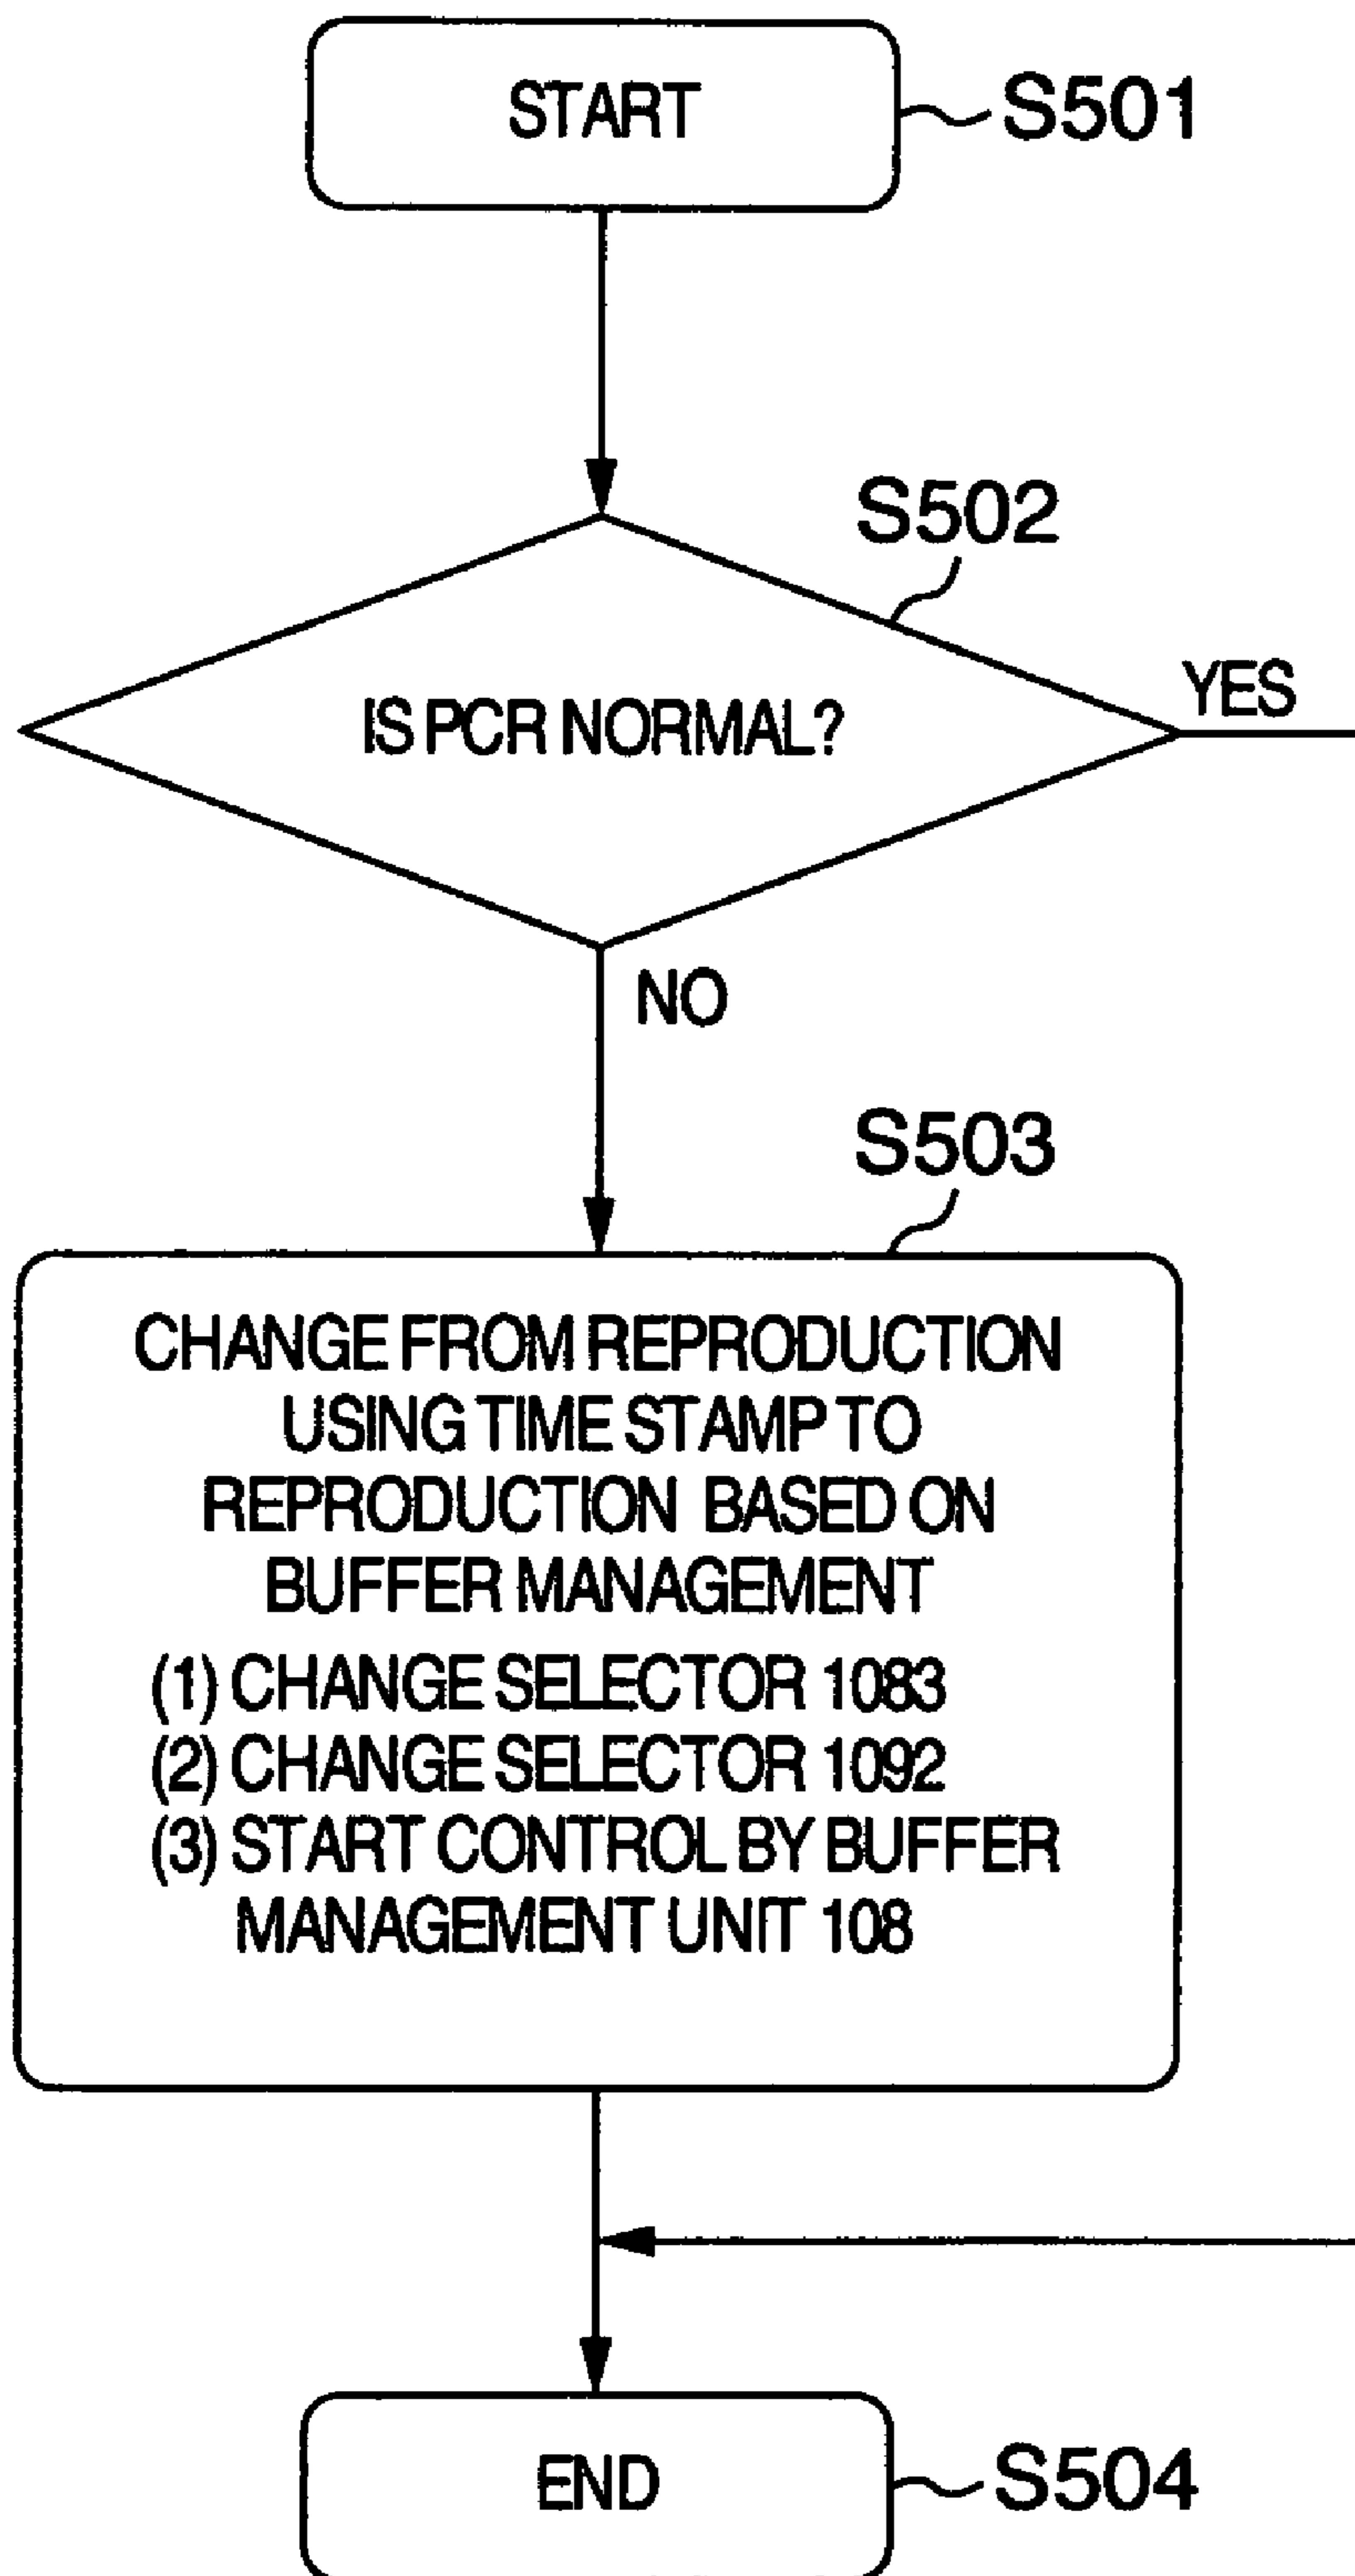 START
S501
S502
IS PCR NORMAL?
YES
NO
S503
CHANGE FROM REPRODUCTION
USING TIME STAMP TO
REPRODUCTION BASED ON
BUFFER MANAGEMENT
(1) CHANGE SELECTOR 1083
(2) CHANGE SELECTOR 1092
(3) START CONTROL BY BUFFER
MANAGEMENT UNIT 108
END
S504